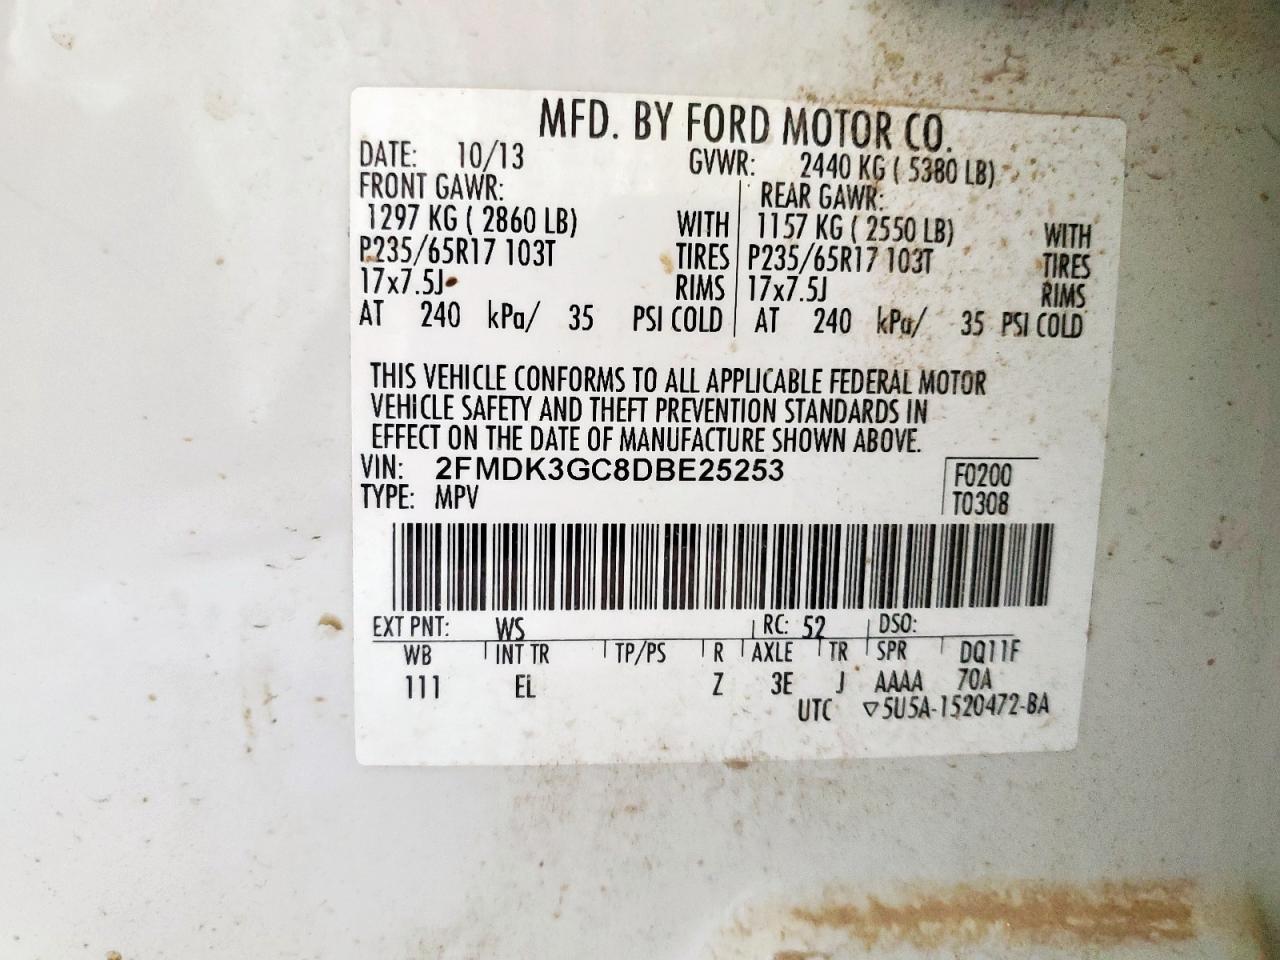 MFD. BY FORD MOTOR CO.
DATE: 10/13 GVWR: 2440 KG ( 5380 LB)
FRONT GAWR: REAR GAWR:
1297 KG ( 2860 LB) WITH 1157 KG ( 2550 LB) WITH
P235/65R17 103T TIRES P235/65R17 103T TIRES
17x7.5J RIMS 17x7.5J RIMS
AT 240 kPa/ 35 PSI COLD AT 240 kPa/ 35 PSI COLD
THIS VEHICLE CONFORMS TO ALL APPLICABLE FEDERAL MOTOR
VEHICLE SAFETY AND THEFT PREVENTION STANDARDS IN
EFFECT ON THE DATE OF MANUFACTURE SHOWN ABOVE.
VIN: 2FMDK3GC8DBE25253 F0200
TYPE: MPV T0308
EXT PNT: WS RC: 52 DSO:
WB INT TR TP/PS R AXLE TR SPR DQ11F
111 EL Z 3E J AAAA 70A
UTC ▽5U5A-1520472-BA